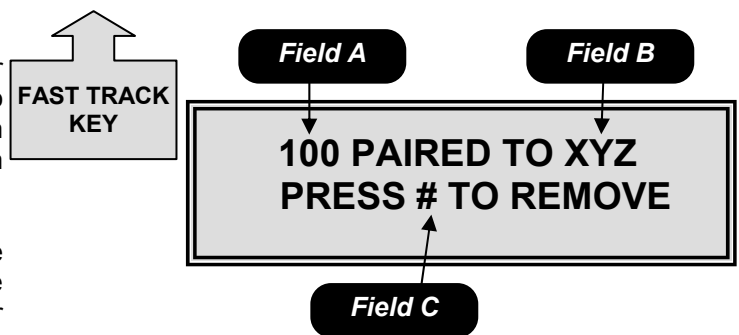 Field A
Field B
FAST TRACK
KEY
100 PAIRED TO XYZ
PRESS # TO REMOVE
Field C